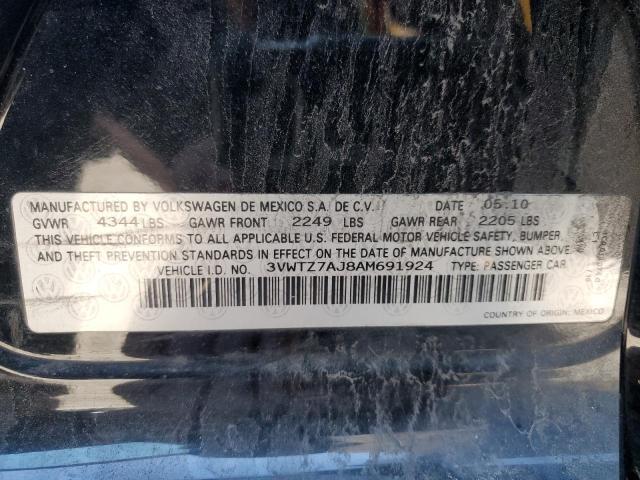 MANUFACTURED BY VOLKSWAGEN DE MEXICO S.A. DE C.V. DATE 05.10
GVWR 4344 LBS GAWR FRONT 2249 LBS GAWR REAR 2205 LBS
THIS VEHICLE CONFORMS TO ALL APPLICABLE U.S. FEDERAL MOTOR VEHICLE SAFETY, BUMPER,
AND THEFT PREVENTION STANDARDS IN EFFECT ON THE DATE OF MANUFACTURE SHOWN ABOVE.
VEHICLE I.D. NO. 3VWTZ7AJ8AM691924 TYPE: PASSENGER CAR
COUNTRY OF ORIGIN: MEXICO